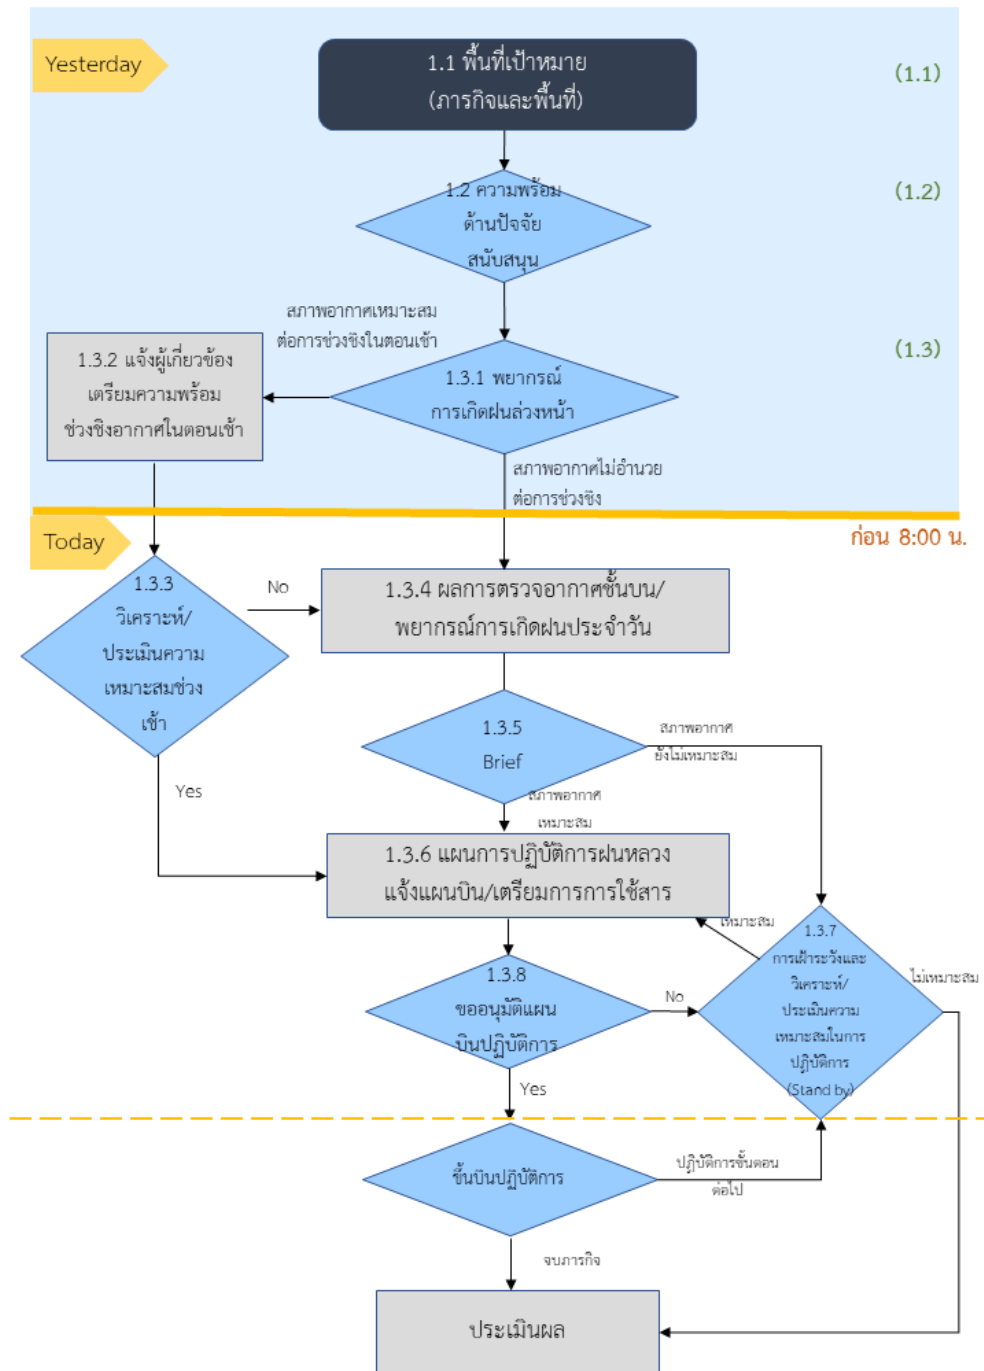 Yesterday
1.1 พื้นที่เป้าหมาย
(ภารกิจและพื้นที่)
(1.1)
1.2 ความพร้อม
ด้านปัจจัย
สนับสนุน
(1.2)
สภาพอากาศเหมาะสม
ต่อการช่วงชิงในตอนเช้า
1.3.2 แจ้งผู้เกี่ยวข้อง
เตรียมความพร้อม
ช่วงชิงอากาศในตอนเช้า
1.3.1 พยากรณ์
การเกิดฝนล่วงหน้า
(1.3)
สภาพอากาศไม่อำนวย
ต่อการช่วงชิง
Today
ก่อน 8:00 น.
1.3.3
วิเคราะห์/
ประเมินความ
เหมาะสมช่วง
เช้า
No
1.3.4 ผลการตรวจอากาศชั้นบน/
พยากรณ์การเกิดฝนประจำวัน
1.3.5
Brief
สภาพอากาศ
ยังไม่เหมาะสม
Yes
สภาพอากาศ
เหมาะสม
1.3.6 แผนการปฏิบัติการฝนหลวง
แจ้งแผนบิน/เตรียมการการใช้สาร
เหมาะสม
1.3.7
การเฝ้าระวังและ
วิเคราะห์/
ประเมินความ
เหมาะสมในการ
ปฏิบัติการ
(Stand by)
ไม่เหมาะสม
1.3.8
ขออนุมัติแผน
บินปฏิบัติการ
No
Yes
ขึ้นบินปฏิบัติการ
ปฏิบัติการขั้นตอน
ต่อไป
จบภารกิจ
ประเมินผล